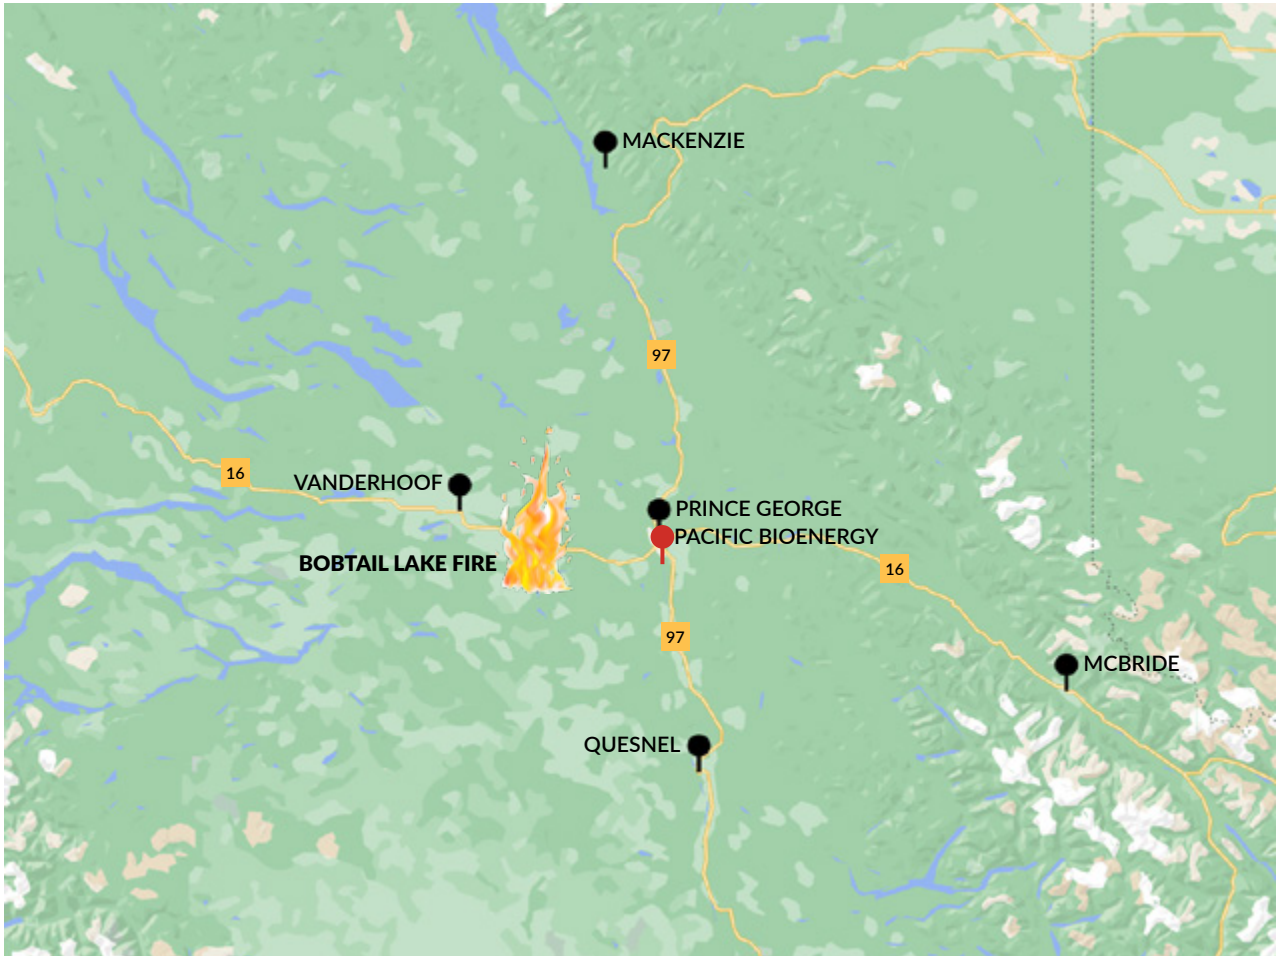 MACKENZIE
97
16
VANDERHOOF
PRINCE GEORGE
PACIFIC BIOENERGY
BOBTAIL LAKE FIRE
16
97
MCBRIDE
QUESNEL